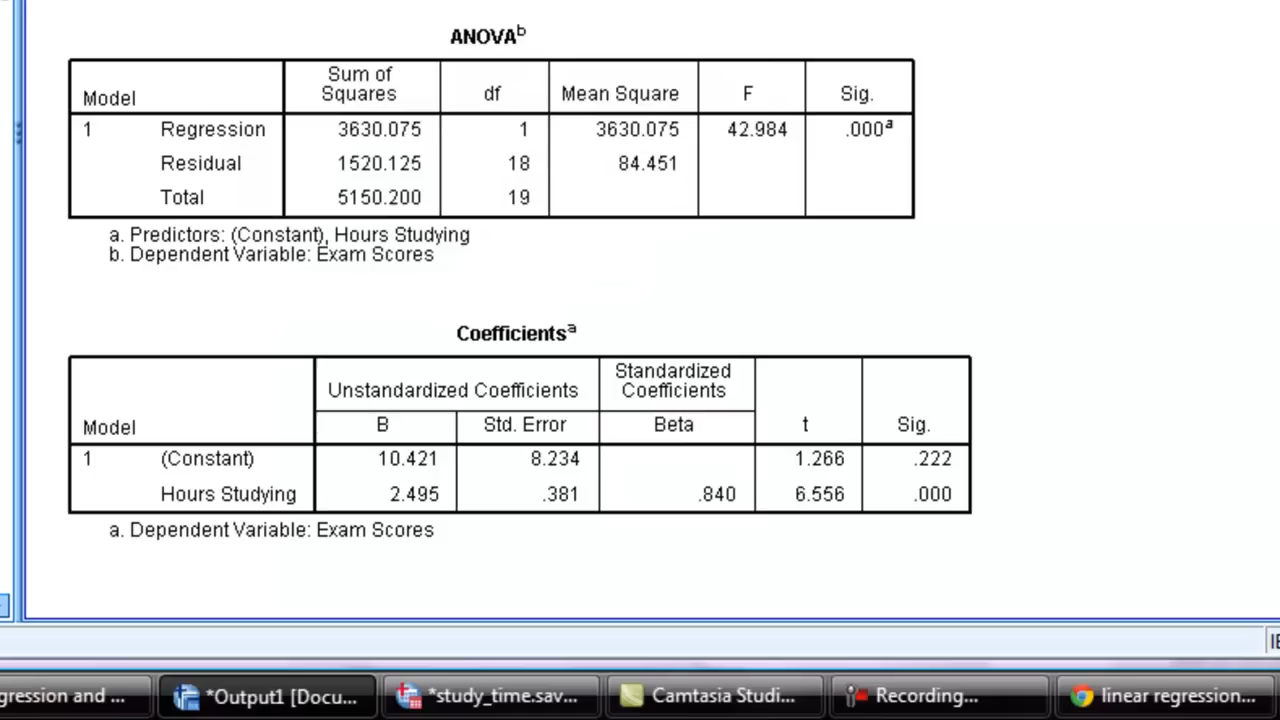 ANOVAb
Model Sum of Squares df Mean Square F Sig.
1 Regression 3630.075 1 3630.075 42.984 .000a
Residual 1520.125 18 84.451
Total 5150.200 19
a. Predictors: (Constant), Hours Studying
b. Dependent Variable: Exam Scores
Coefficientsa
Model Unstandardized Coefficients Standardized Coefficients t Sig.
B Std. Error Beta
1 (Constant) 10.421 8.234 1.266 .222
Hours Studying 2.495 .381 .840 6.556 .000
a. Dependent Variable: Exam Scores
gression and ... *Output1 [Docu... *study_time.sav... Camtasia Studi... Recording... linear regression...